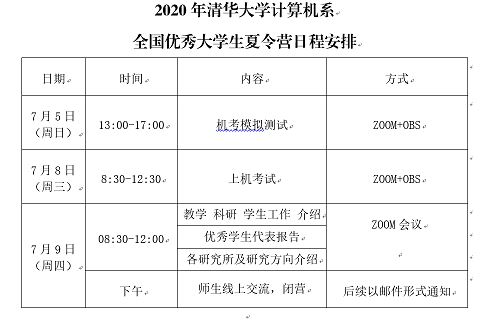 2020 年清华大学计算机系
全国优秀大学生夏令营日程安排
日期 时间 内容 方式
7 月 5 日
（周日）
13:00-17:00 机考模拟测试 ZOOM+OBS
7 月 8 日
（周三）
8:30-12:30 上机考试 ZOOM+OBS
7 月 9 日
（周四）
08:30-12:00
教学 科研 学生工作 介绍
优秀学生代表报告
各研究所及研究方向介绍
ZOOM 会议
下午 师生线上交流，闭营 后续以邮件形式通知